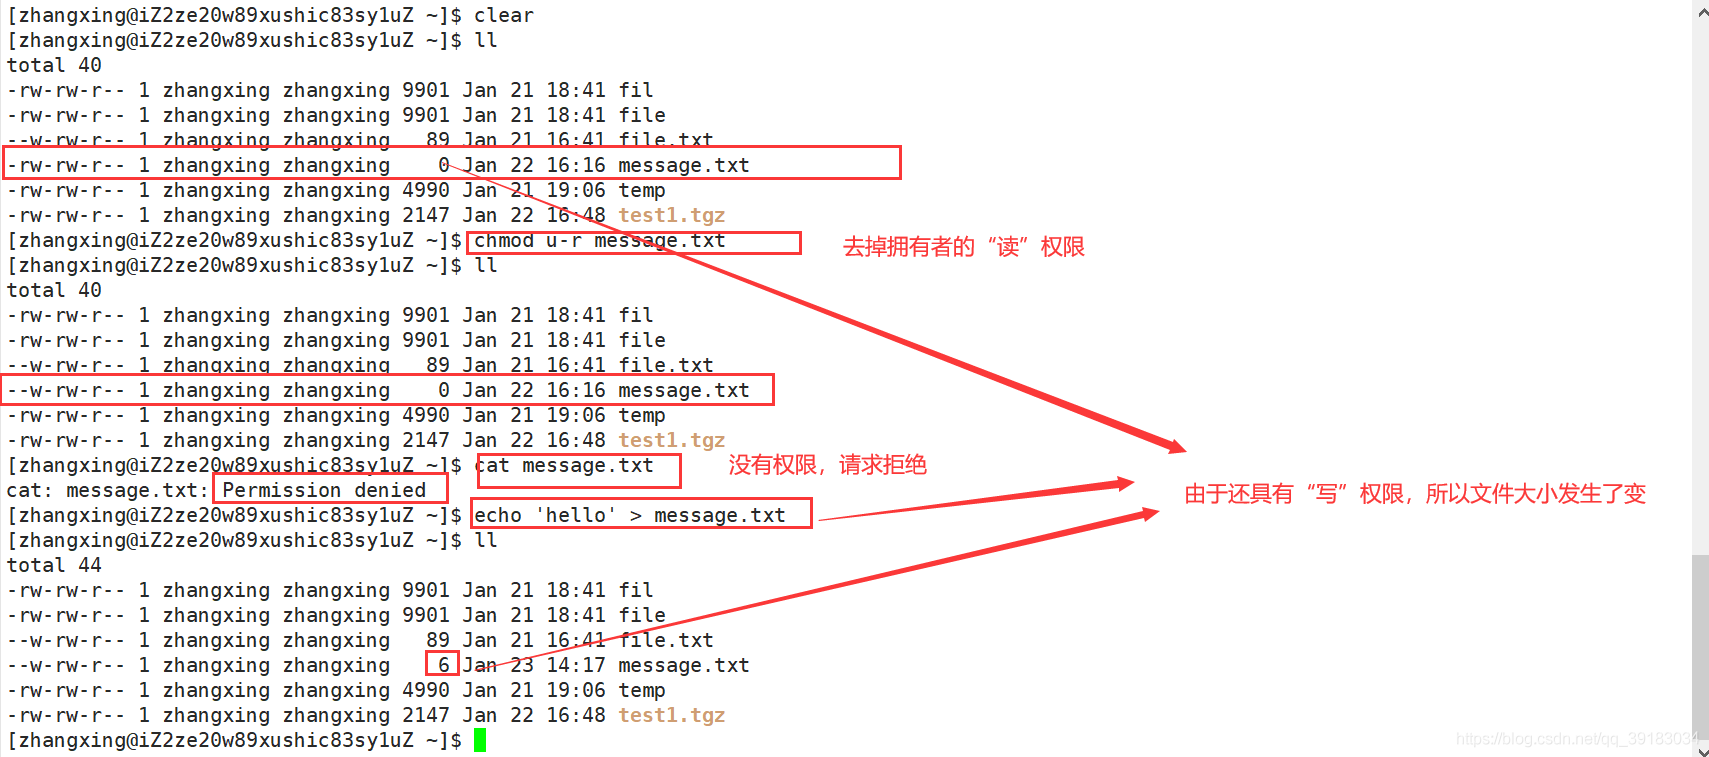 [zhangxing@iZ2ze20w89xushic83sy1uZ ~]$ clear
[zhangxing@iZ2ze20w89xushic83sy1uZ ~]$ ll
total 40
-rw-rw-r-- 1 zhangxing zhangxing 9901 Jan 21 18:41 fil
-rw-rw-r-- 1 zhangxing zhangxing 9901 Jan 21 18:41 file
--w-rw-r-- 1 zhangxing zhangxing   89 Jan 21 16:41 file.txt
-rw-rw-r-- 1 zhangxing zhangxing    0 Jan 22 16:16 message.txt
-rw-rw-r-- 1 zhangxing zhangxing 4990 Jan 21 19:06 temp
-rw-rw-r-- 1 zhangxing zhangxing 2147 Jan 22 16:48 test1.tgz
[zhangxing@iZ2ze20w89xushic83sy1uZ ~]$ chmod u-r message.txt
去掉拥有者的“读”权限
[zhangxing@iZ2ze20w89xushic83sy1uZ ~]$ ll
total 40
-rw-rw-r-- 1 zhangxing zhangxing 9901 Jan 21 18:41 fil
-rw-rw-r-- 1 zhangxing zhangxing 9901 Jan 21 18:41 file
--w-rw-r-- 1 zhangxing zhangxing   89 Jan 21 16:41 file.txt
--w-rw-r-- 1 zhangxing zhangxing    0 Jan 22 16:16 message.txt
-rw-rw-r-- 1 zhangxing zhangxing 4990 Jan 21 19:06 temp
-rw-rw-r-- 1 zhangxing zhangxing 2147 Jan 22 16:48 test1.tgz
[zhangxing@iZ2ze20w89xushic83sy1uZ ~]$ cat message.txt
没有权限，请求拒绝
cat: message.txt: Permission denied
由于还具有“写”权限，所以文件大小发生了变
[zhangxing@iZ2ze20w89xushic83sy1uZ ~]$ echo 'hello' > message.txt
[zhangxing@iZ2ze20w89xushic83sy1uZ ~]$ ll
total 44
-rw-rw-r-- 1 zhangxing zhangxing 9901 Jan 21 18:41 fil
-rw-rw-r-- 1 zhangxing zhangxing 9901 Jan 21 18:41 file
--w-rw-r-- 1 zhangxing zhangxing   89 Jan 21 16:41 file.txt
--w-rw-r-- 1 zhangxing zhangxing    6 Jan 23 14:17 message.txt
-rw-rw-r-- 1 zhangxing zhangxing 4990 Jan 21 19:06 temp
-rw-rw-r-- 1 zhangxing zhangxing 2147 Jan 22 16:48 test1.tgz
[zhangxing@iZ2ze20w89xushic83sy1uZ ~]$
https://blog.csdn.net/qq_39183034